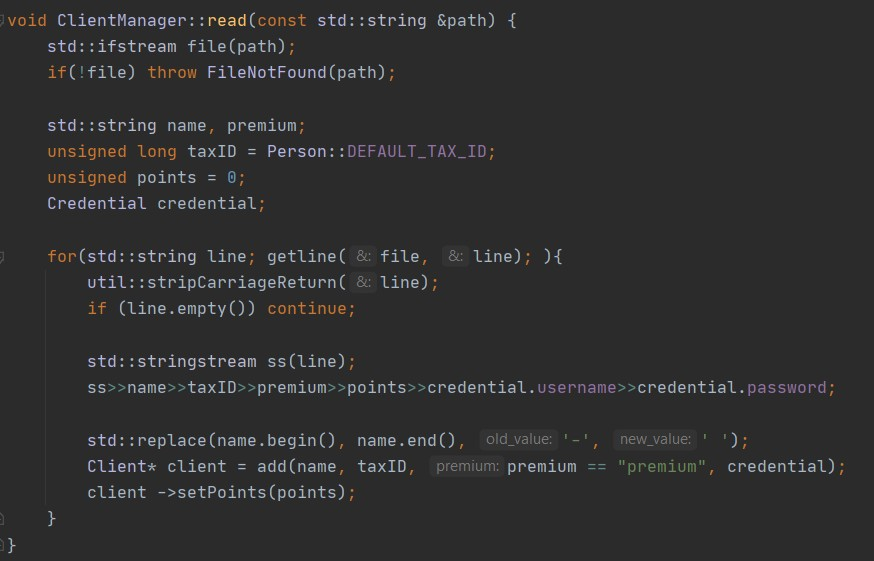 void ClientManager::read(const std::string &path) {
    std::ifstream file(path);
    if(!file) throw FileNotFound(path);

    std::string name, premium;
    unsigned long taxID = Person::DEFAULT_TAX_ID;
    unsigned points = 0;
    Credential credential;

    for(std::string line; getline( &: file, &: line); ){
        util::stripCarriageReturn( &: line);
        if (line.empty()) continue;

        std::stringstream ss(line);
        ss>>name>>taxID>>premium>>points>>credential.username>>credential.password;

        std::replace(name.begin(), name.end(), old_value: '-', new_value: ' ');
        Client* client = add(name, taxID, premium: premium == "premium", credential);
        client ->setPoints(points);
    }
}